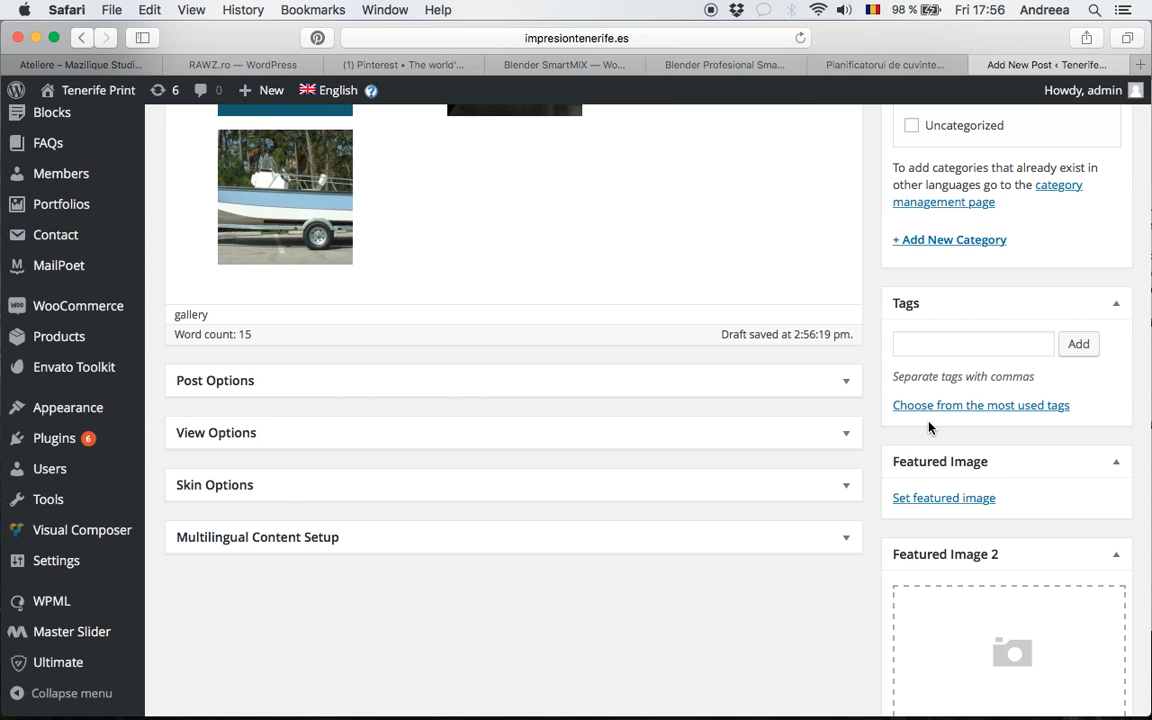 Safari File Edit View History Bookmarks Window Help 98 % Fri 17:56 Andreea
impresiontenerife.es
Ateliere – Mazilique Studi... RAWZ.ro — WordPress (1) Pinterest • The world'... Blender SmartMIX — Wo... Blender Profesional Sma... Planificatorul de cuvinte... Add New Post ‹ Tenerife...
Tenerife Print 6 0 New English ? Howdy, admin
Blocks
FAQs
Members
Portfolios
Contact
MailPoet
WooCommerce
Products
Envato Toolkit
Appearance
Plugins 6
Users
Tools
Visual Composer
Settings
WPML
Master Slider
Ultimate
Collapse menu
gallery
Word count: 15 Draft saved at 2:56:19 pm.
Post Options
View Options
Skin Options
Multilingual Content Setup
Uncategorized
To add categories that already exist in
other languages go to the category
management page
+ Add New Category
Tags
Add
Separate tags with commas
Choose from the most used tags
Featured Image
Set featured image
Featured Image 2